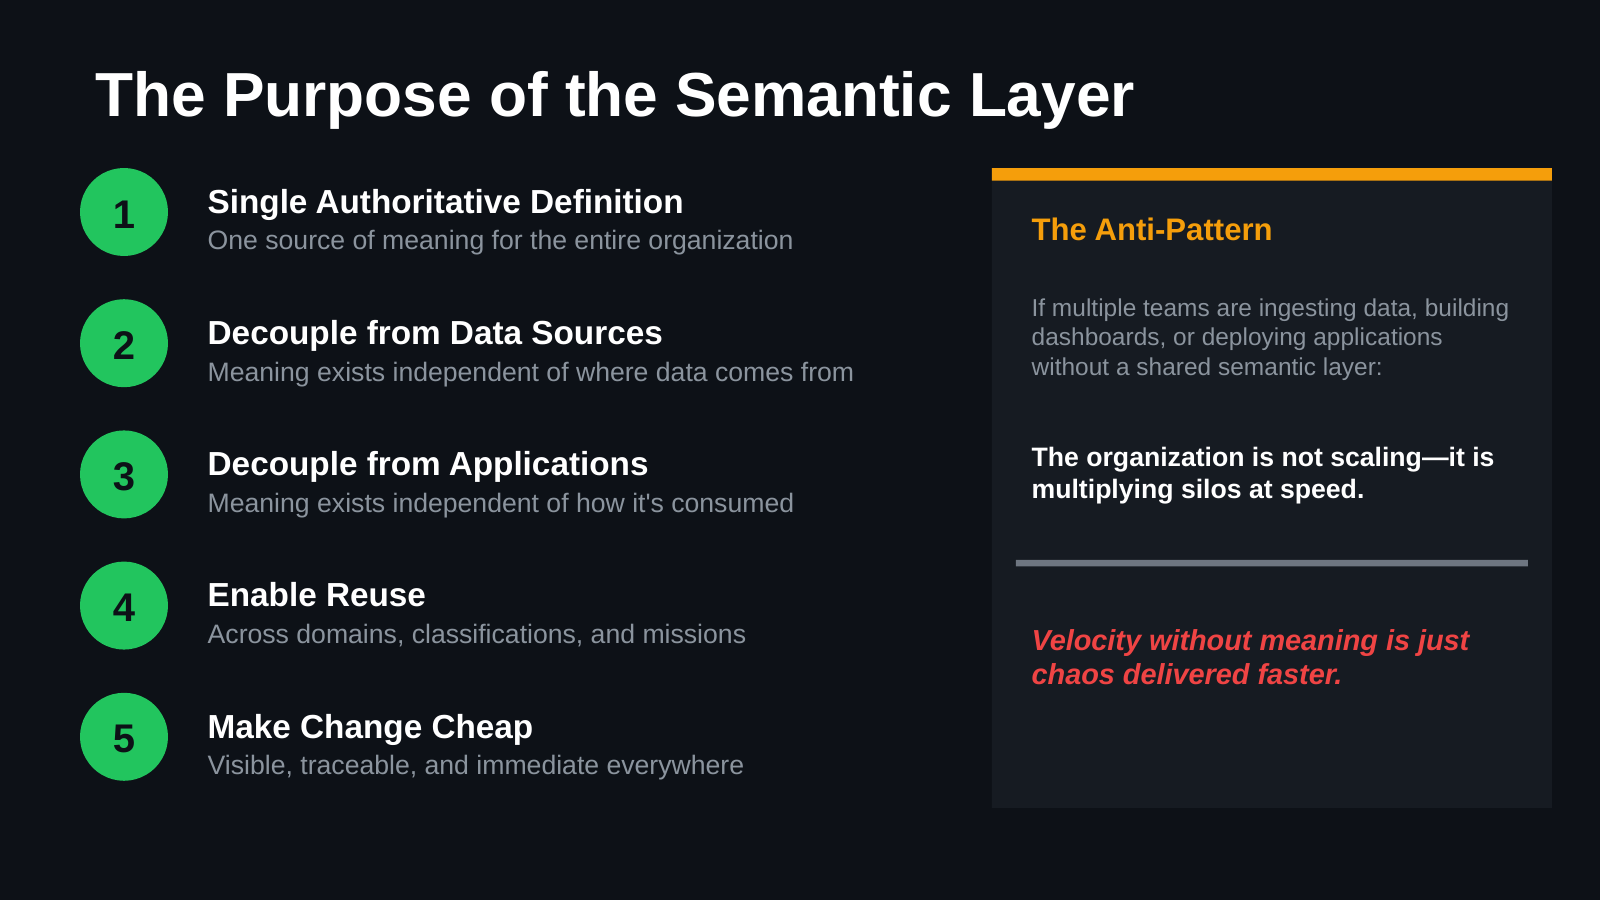 The Purpose of the Semantic Layer
1
Single Authoritative Definition
One source of meaning for the entire organization
2
Decouple from Data Sources
Meaning exists independent of where data comes from
3
Decouple from Applications
Meaning exists independent of how it's consumed
4
Enable Reuse
Across domains, classifications, and missions
5
Make Change Cheap
Visible, traceable, and immediate everywhere
The Anti-Pattern
If multiple teams are ingesting data, building
dashboards, or deploying applications
without a shared semantic layer:
The organization is not scaling—it is
multiplying silos at speed.
Velocity without meaning is just
chaos delivered faster.